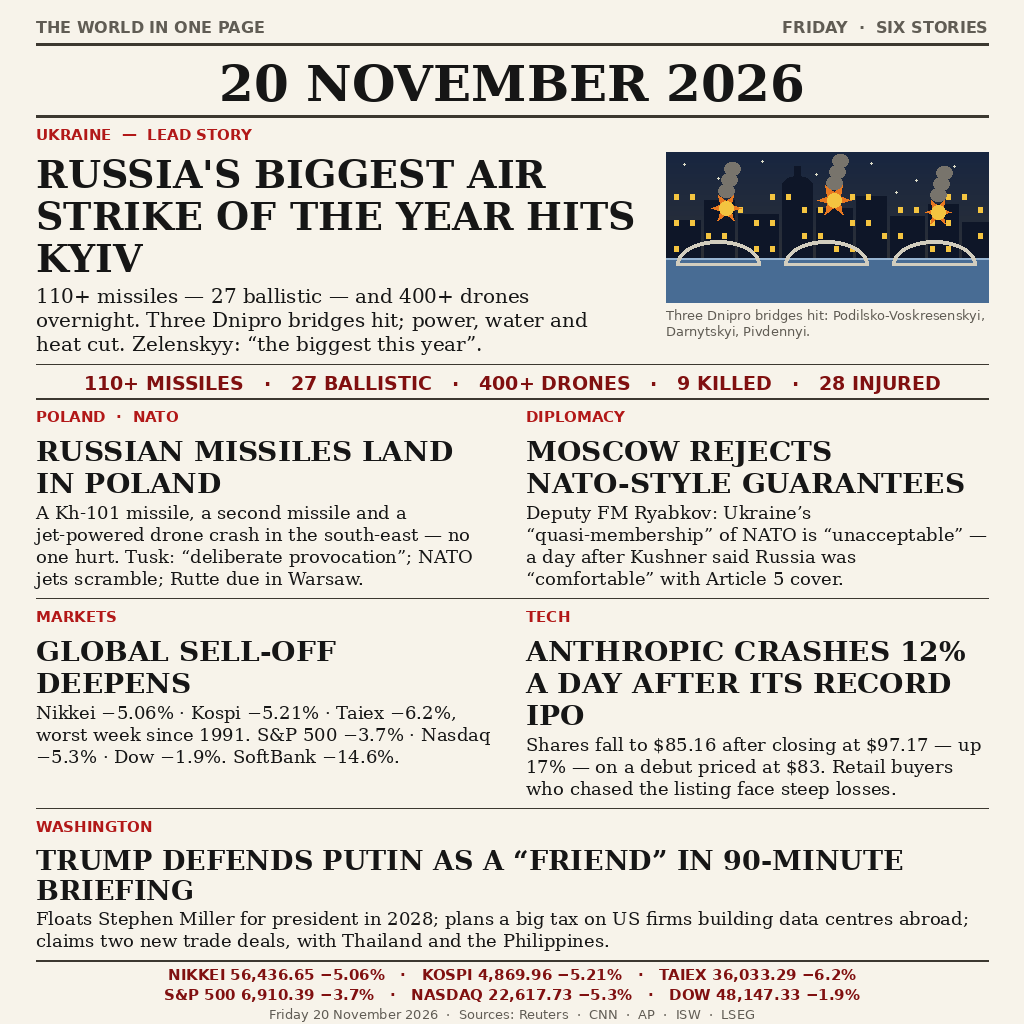 THE WORLD IN ONE PAGE
FRIDAY · SIX STORIES
20 NOVEMBER 2026
UKRAINE — LEAD STORY
RUSSIA'S BIGGEST AIR
STRIKE OF THE YEAR HITS
KYIV
110+ missiles — 27 ballistic — and 400+ drones
overnight. Three Dnipro bridges hit; power, water and
heat cut. Zelenskyy: “the biggest this year”.
Three Dnipro bridges hit: Podilsko-Voskresenskyi,
Darnytskyi, Pivdennyi.
110+ MISSILES · 27 BALLISTIC · 400+ DRONES · 9 KILLED · 28 INJURED
POLAND · NATO
RUSSIAN MISSILES LAND
IN POLAND
A Kh-101 missile, a second missile and a
jet-powered drone crash in the south-east — no
one hurt. Tusk: “deliberate provocation”; NATO
jets scramble; Rutte due in Warsaw.
DIPLOMACY
MOSCOW REJECTS
NATO-STYLE GUARANTEES
Deputy FM Ryabkov: Ukraine’s
“quasi-membership” of NATO is “unacceptable” —
a day after Kushner said Russia was
“comfortable” with Article 5 cover.
MARKETS
GLOBAL SELL-OFF
DEEPENS
Nikkei −5.06% · Kospi −5.21% · Taiex −6.2%,
worst week since 1991. S&P 500 −3.7% · Nasdaq
−5.3% · Dow −1.9%. SoftBank −14.6%.
TECH
ANTHROPIC CRASHES 12%
A DAY AFTER ITS RECORD
IPO
Shares fall to $85.16 after closing at $97.17 — up
17% — on a debut priced at $83. Retail buyers
who chased the listing face steep losses.
WASHINGTON
TRUMP DEFENDS PUTIN AS A “FRIEND” IN 90-MINUTE
BRIEFING
Floats Stephen Miller for president in 2028; plans a big tax on US firms building data centres abroad;
claims two new trade deals, with Thailand and the Philippines.
NIKKEI 56,436.65 −5.06% · KOSPI 4,869.96 −5.21% · TAIEX 36,033.29 −6.2%
S&P 500 6,910.39 −3.7% · NASDAQ 22,617.73 −5.3% · DOW 48,147.33 −1.9%
Friday 20 November 2026 · Sources: Reuters · CNN · AP · ISW · LSEG